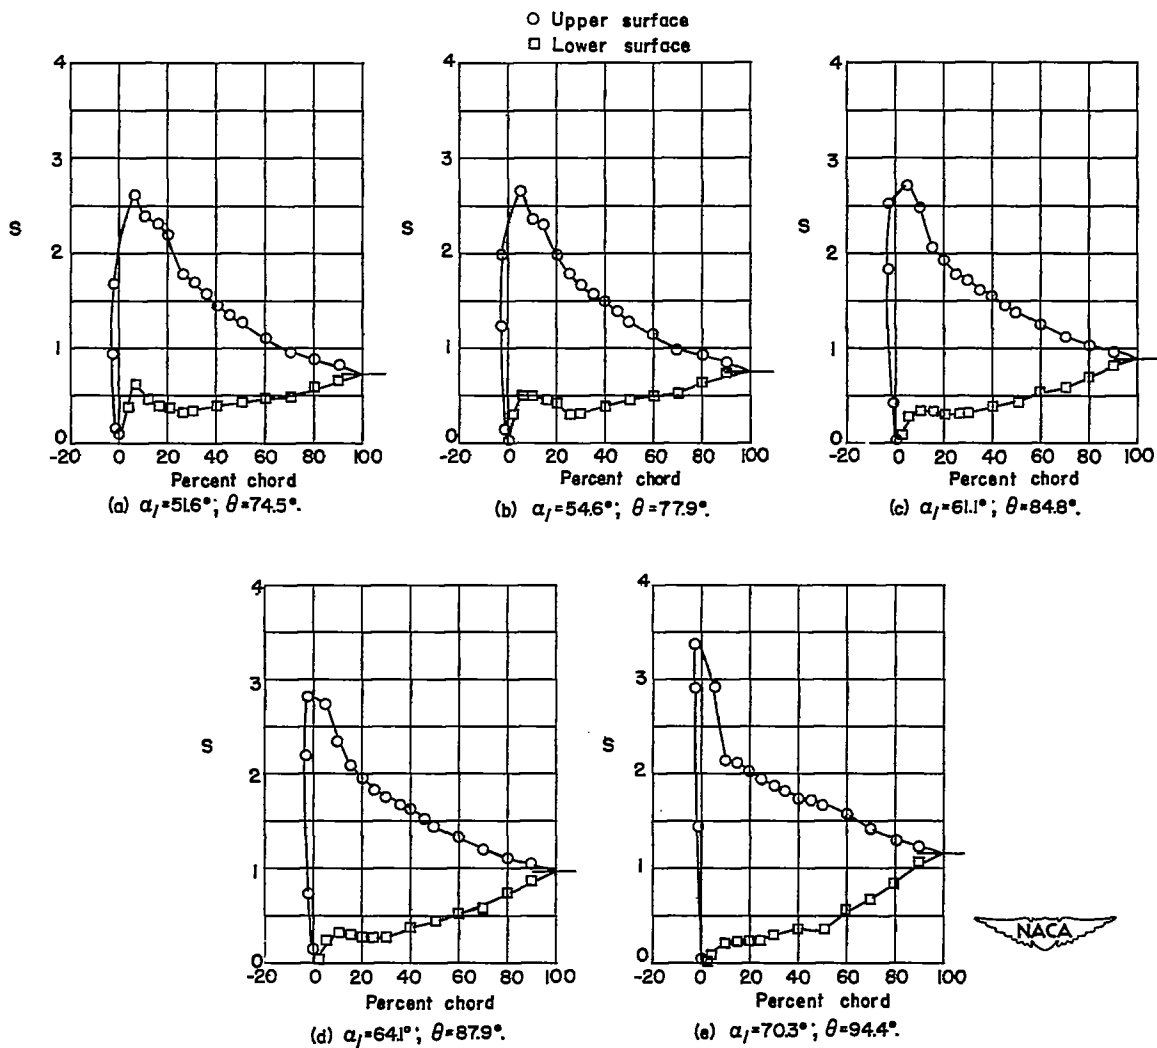 Upper surface
Lower surface
4 4 4
3 3 3
S S S
2 2 2
1 1 1
0 0 0
-20 0 20 40 60 80 100 -20 0 20 40 60 80 100 -20 0 20 40 60 80 100
Percent chord Percent chord Percent chord
(a) α₁=51.6°; θ=74.5°. (b) α₁=54.6°; θ=77.9°. (c) α₁=61.1°; θ=84.8°.
4 4
3 3
S S
2 2
1 1
0 0
-20 0 20 40 60 80 100 -20 0 20 40 60 80 100
NACA
Percent chord Percent chord
(d) α₁=64.1°; θ=87.9°. (e) α₁=70.3°; θ=94.4°.